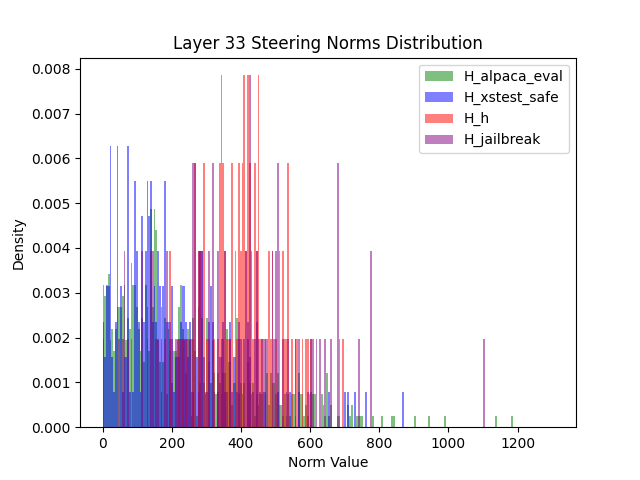 Layer 33 Steering Norms Distribution
H_alpaca_eval
H_xstest_safe
H_h
H_jailbreak
Density
0.008
0.007
0.006
0.005
0.004
0.003
0.002
0.001
0.000
0 200 400 600 800 1000 1200
Norm Value